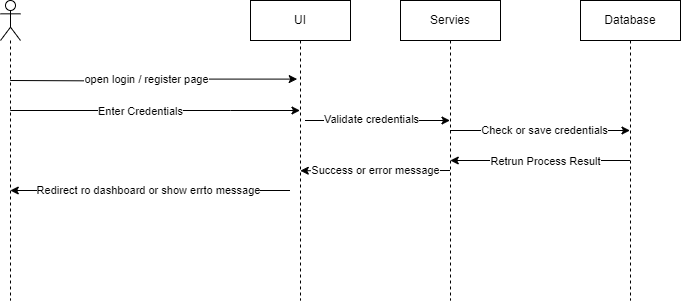 UI
Servies
Database
open login / register page
Enter Credentials
Validate credentials
Check or save credentials
Retrun Process Result
Success or error message
Redirect ro dashboard or show errto message